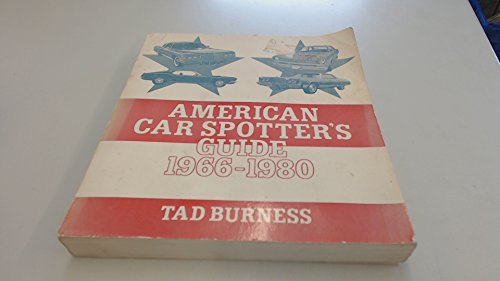 AMERICAN
CAR SPOTTER'S
GUIDE
1966-1980
TAD BURNESS